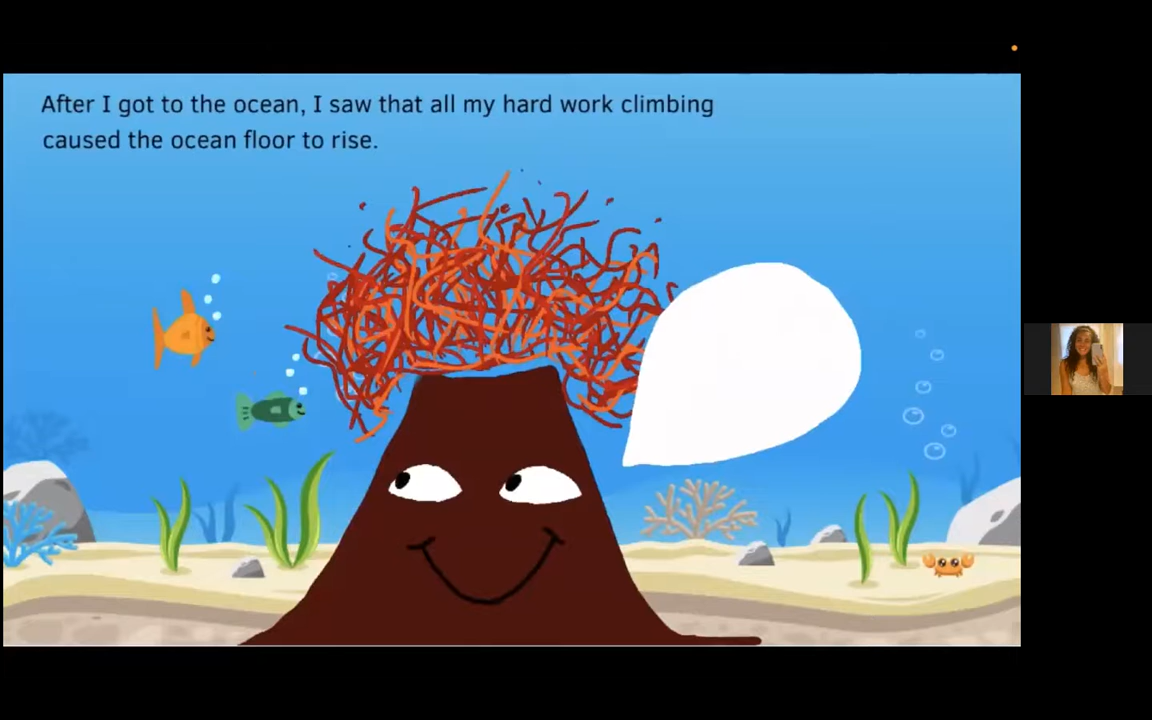 After I got to the ocean, I saw that all my hard work climbing
caused the ocean floor to rise.